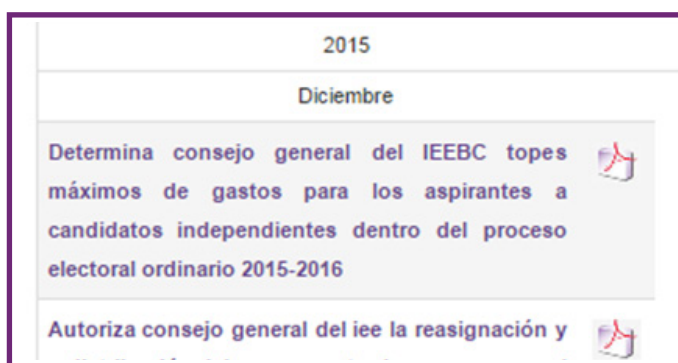 2015
Diciembre
Determina consejo general del IEEBC topes
máximos de gastos para los aspirantes a
candidatos independientes dentro del proceso
electoral ordinario 2015-2016
Autoriza consejo general del iee la reasignación y